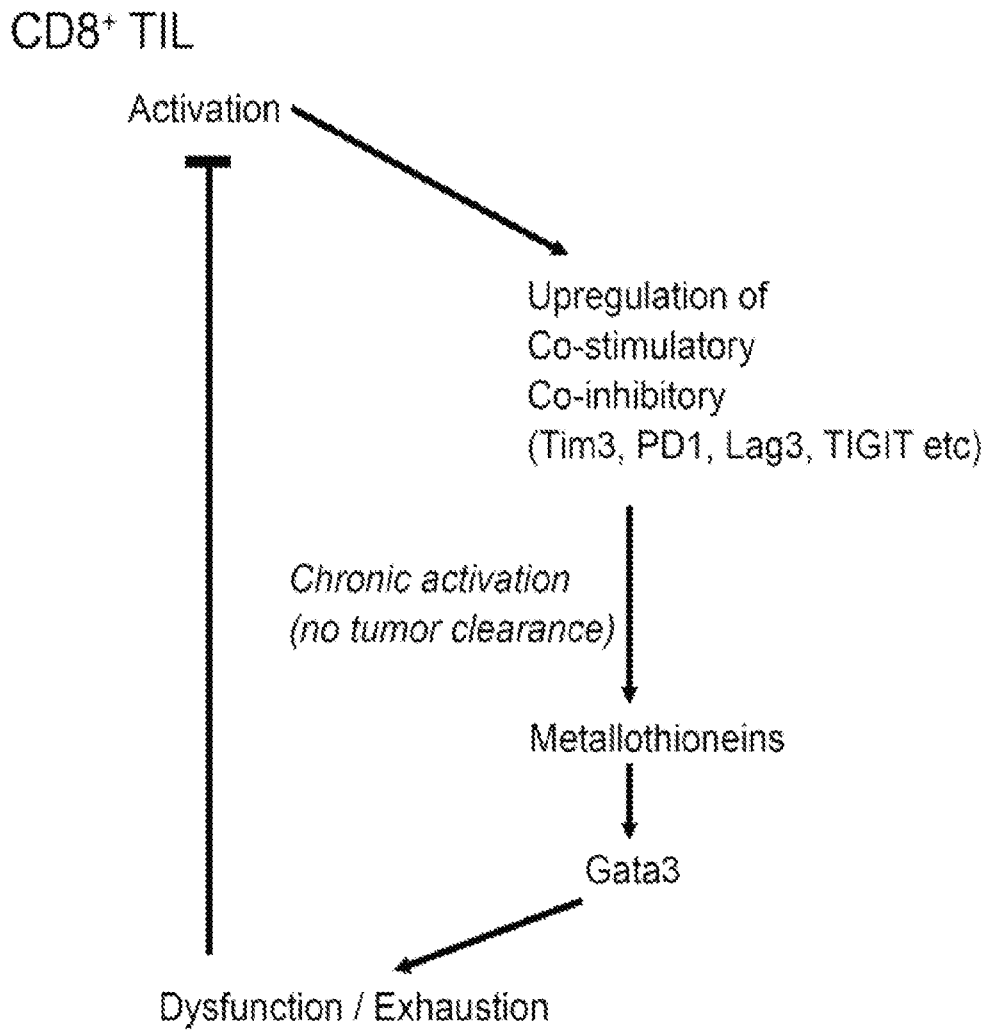 CD8⁺ TIL
Activation
Upregulation of
Co-stimulatory
Co-inhibitory
(Tim3, PD1, Lag3, TIGIT etc)
Chronic activation
(no tumor clearance)
Metallothioneins
Gata3
Dysfunction / Exhaustion